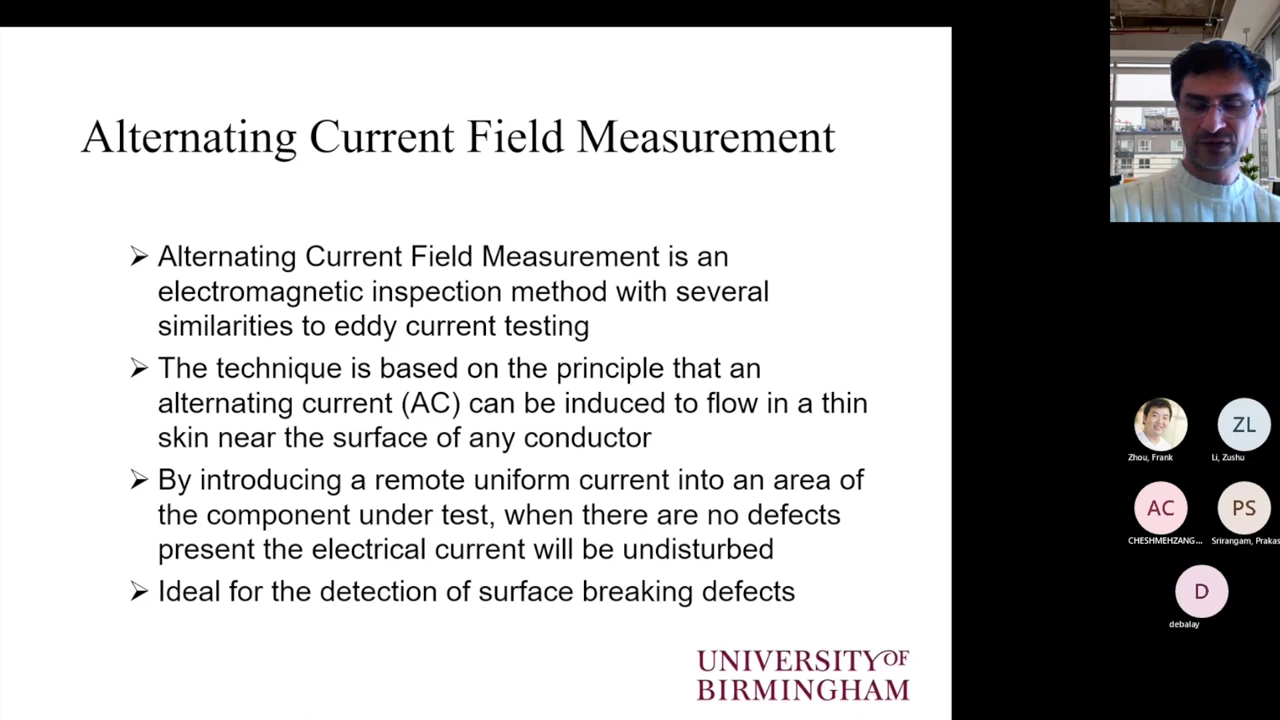 Alternating Current Field Measurement
➢ Alternating Current Field Measurement is an
electromagnetic inspection method with several
similarities to eddy current testing
➢ The technique is based on the principle that an
alternating current (AC) can be induced to flow in a thin
skin near the surface of any conductor
➢ By introducing a remote uniform current into an area of
the component under test, when there are no defects
present the electrical current will be undisturbed
➢ Ideal for the detection of surface breaking defects
UNIVERSITY OF
BIRMINGHAM
ZL
Zhou, Frank
Li, Zushu
AC
PS
CHESHMEHZANG...
Srirangam, Prakas
D
debalay